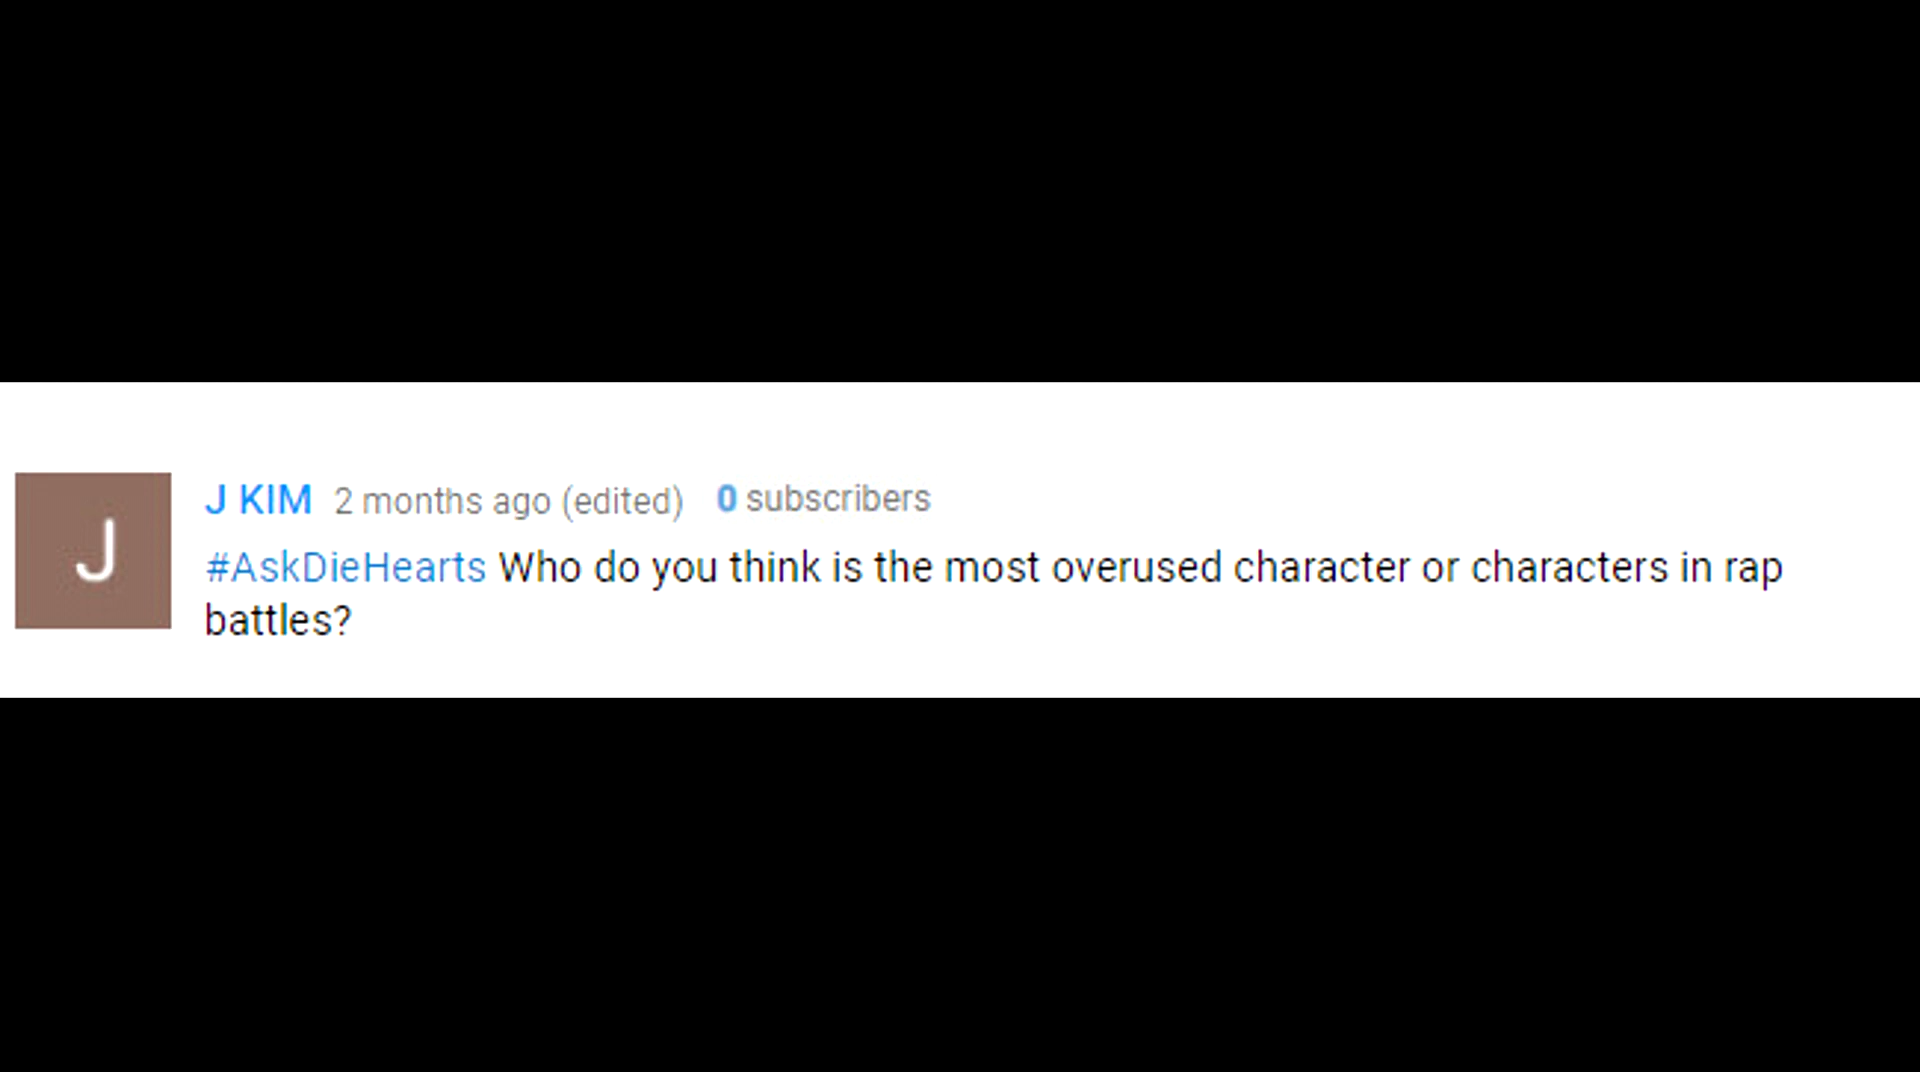 J
J KIM 2 months ago (edited) 0 subscribers
#AskDieHearts Who do you think is the most overused character or characters in rap
battles?